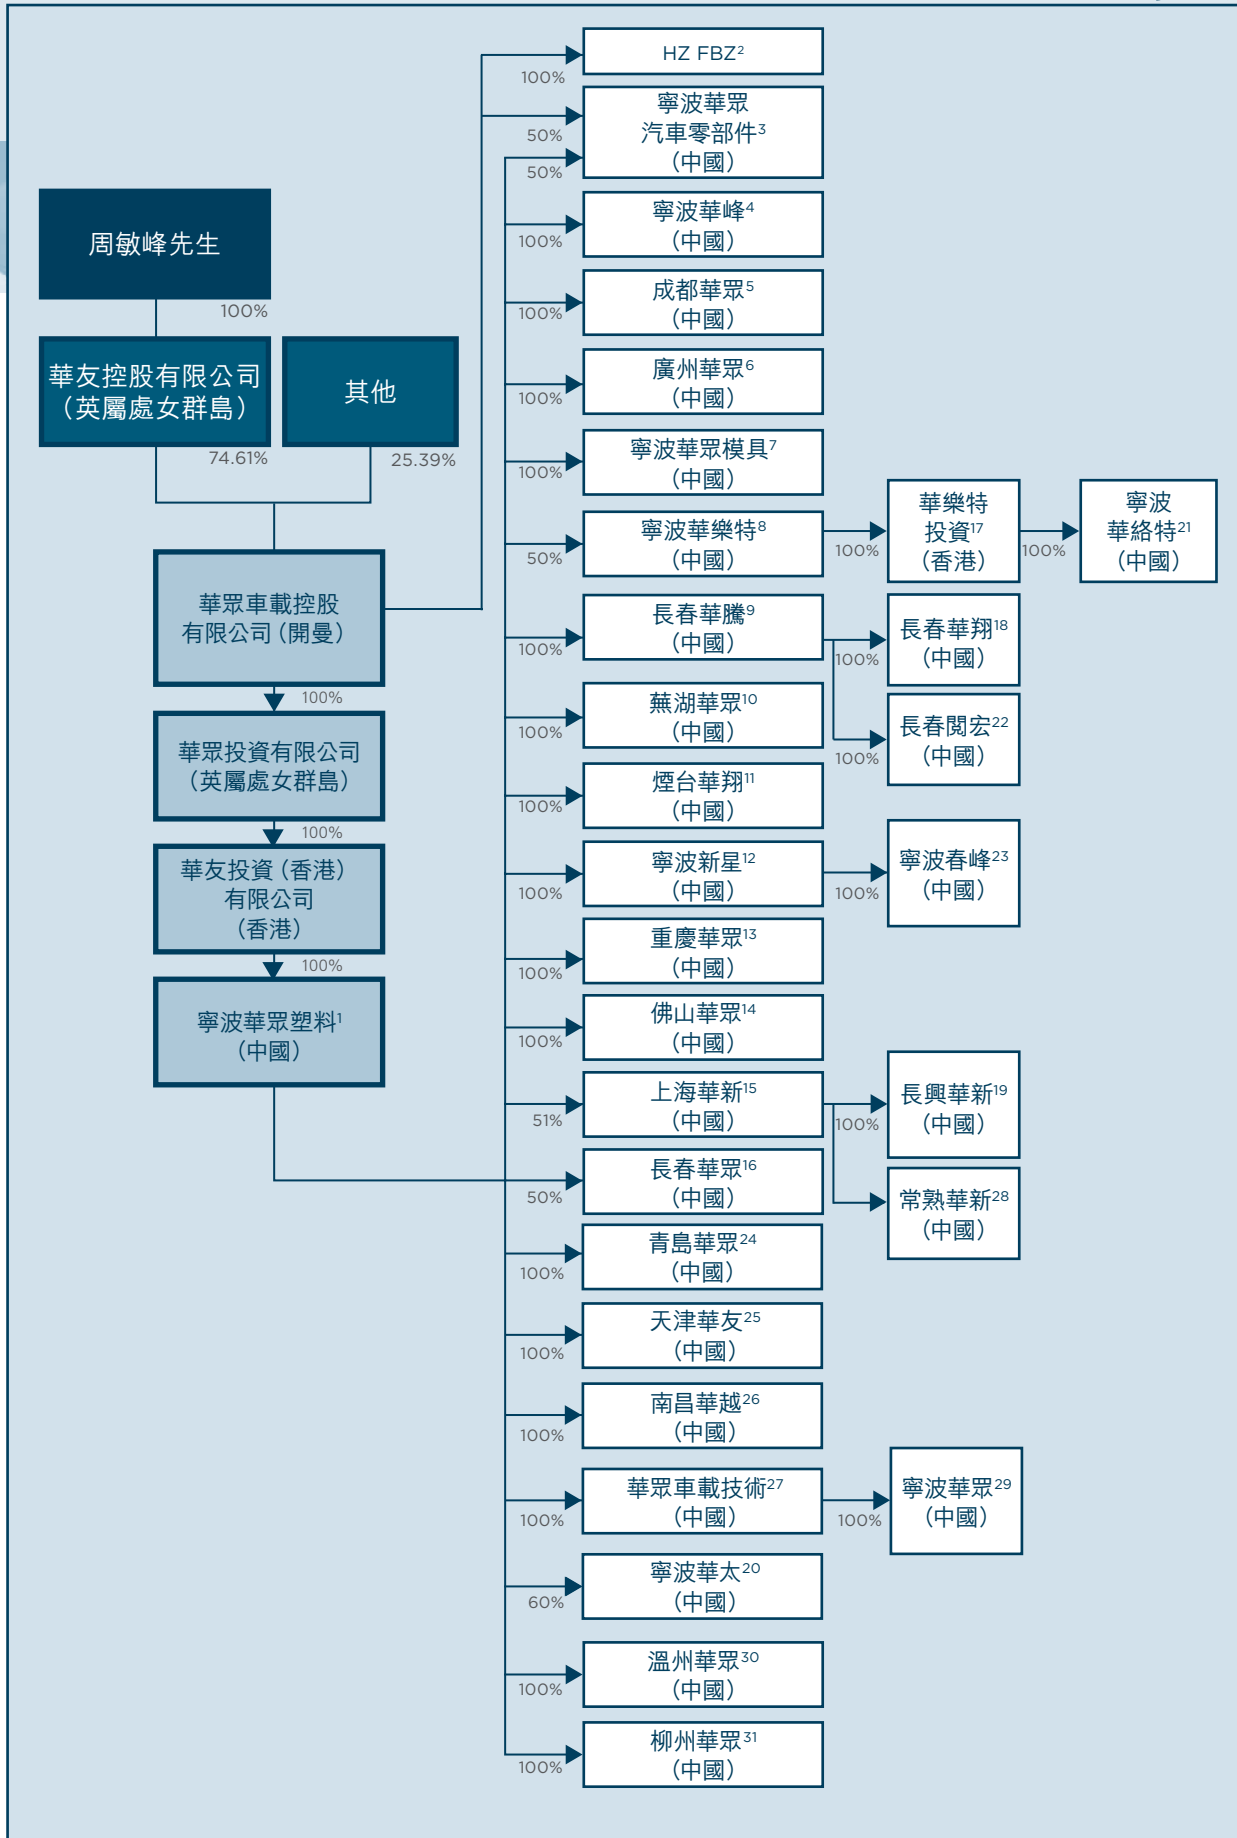 周敏峰先生
100%
華友控股有限公司
（英屬處女群島）
74.61%
其他
25.39%
華眾車載控股
有限公司（開曼）
100%
華眾投資有限公司
（英屬處女群島）
100%
華友投資（香港）
有限公司
（香港）
100%
寧波華眾塑料1
（中國）
100%
HZ FBZ2
50%
50%
寧波華眾
汽車零部件3
（中國）
100%
寧波華峰4
（中國）
100%
成都華眾5
（中國）
100%
廣州華眾6
（中國）
100%
寧波華眾模具7
（中國）
50%
寧波華樂特8
（中國）
100%
華樂特
投資17
（香港）
100%
寧波
華絡特21
（中國）
100%
長春華騰9
（中國）
100%
長春華翔18
（中國）
100%
長春閲宏22
（中國）
100%
蕪湖華眾10
（中國）
100%
煙台華翔11
（中國）
100%
寧波新星12
（中國）
100%
寧波春峰23
（中國）
100%
重慶華眾13
（中國）
100%
佛山華眾14
（中國）
51%
上海華新15
（中國）
100%
長興華新19
（中國）
常熟華新28
（中國）
50%
長春華眾16
（中國）
100%
青島華眾24
（中國）
100%
天津華友25
（中國）
100%
南昌華越26
（中國）
100%
華眾車載技術27
（中國）
100%
寧波華眾29
（中國）
60%
寧波華太20
（中國）
100%
溫州華眾30
（中國）
100%
柳州華眾31
（中國）